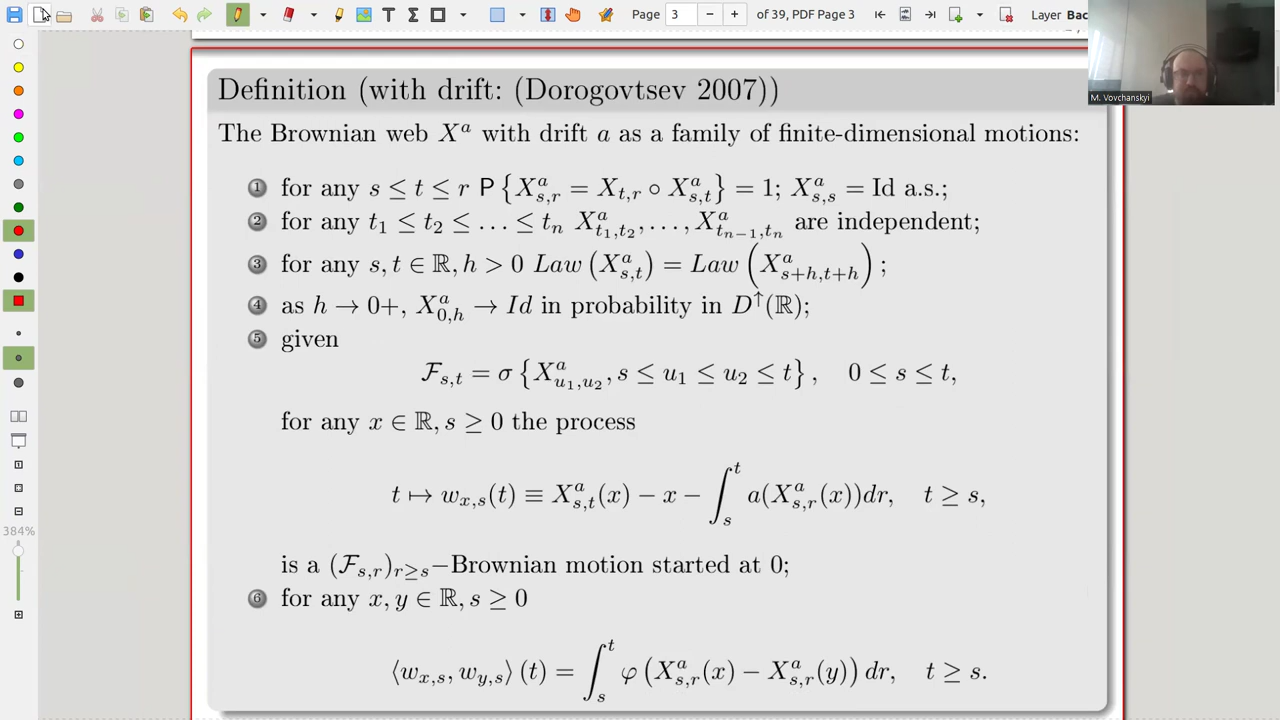 Page 3 of 39, PDF Page 3 Layer Bac
M. Vovchanskyi
384%
Definition (with drift: (Dorogovtsev 2007))
The Brownian web X^a with drift a as a family of finite-dimensional motions:
1 for any s ≤ t ≤ r P{X^a_{s,r} = X_{t,r} ∘ X^a_{s,t}} = 1; X^a_{s,s} = Id a.s.;
2 for any t_1 ≤ t_2 ≤ … ≤ t_n X^a_{t_1,t_2}, …, X^a_{t_{n−1},t_n} are independent;
3 for any s, t ∈ ℝ, h > 0 Law (X^a_{s,t}) = Law (X^a_{s+h,t+h});
4 as h → 0+, X^a_{0,h} → Id in probability in D^↑(ℝ);
5 given
F_{s,t} = σ {X^a_{u_1,u_2}, s ≤ u_1 ≤ u_2 ≤ t}, 0 ≤ s ≤ t,
for any x ∈ ℝ, s ≥ 0 the process
t ↦ w_{x,s}(t) ≡ X^a_{s,t}(x) − x − ∫_s^t a(X^a_{s,r}(x))dr, t ≥ s,
is a (F_{s,r})_{r≥s}−Brownian motion started at 0;
6 for any x, y ∈ ℝ, s ≥ 0
⟨w_{x,s}, w_{y,s}⟩ (t) = ∫_s^t φ (X^a_{s,r}(x) − X^a_{s,r}(y)) dr, t ≥ s.